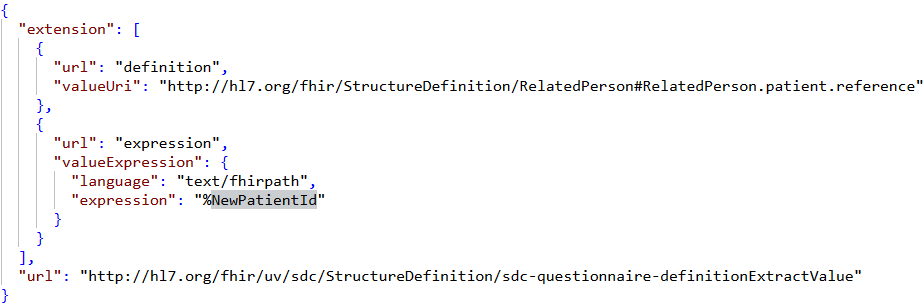 {
  "extension": [
    {
      "url": "definition",
      "valueUri": "http://hl7.org/fhir/StructureDefinition/RelatedPerson#RelatedPerson.patient.reference"
    },
    {
      "url": "expression",
      "valueExpression": {
        "language": "text/fhirpath",
        "expression": "%NewPatientId"
      }
    }
  ],
  "url": "http://hl7.org/fhir/uv/sdc/StructureDefinition/sdc-questionnaire-definitionExtractValue"
}